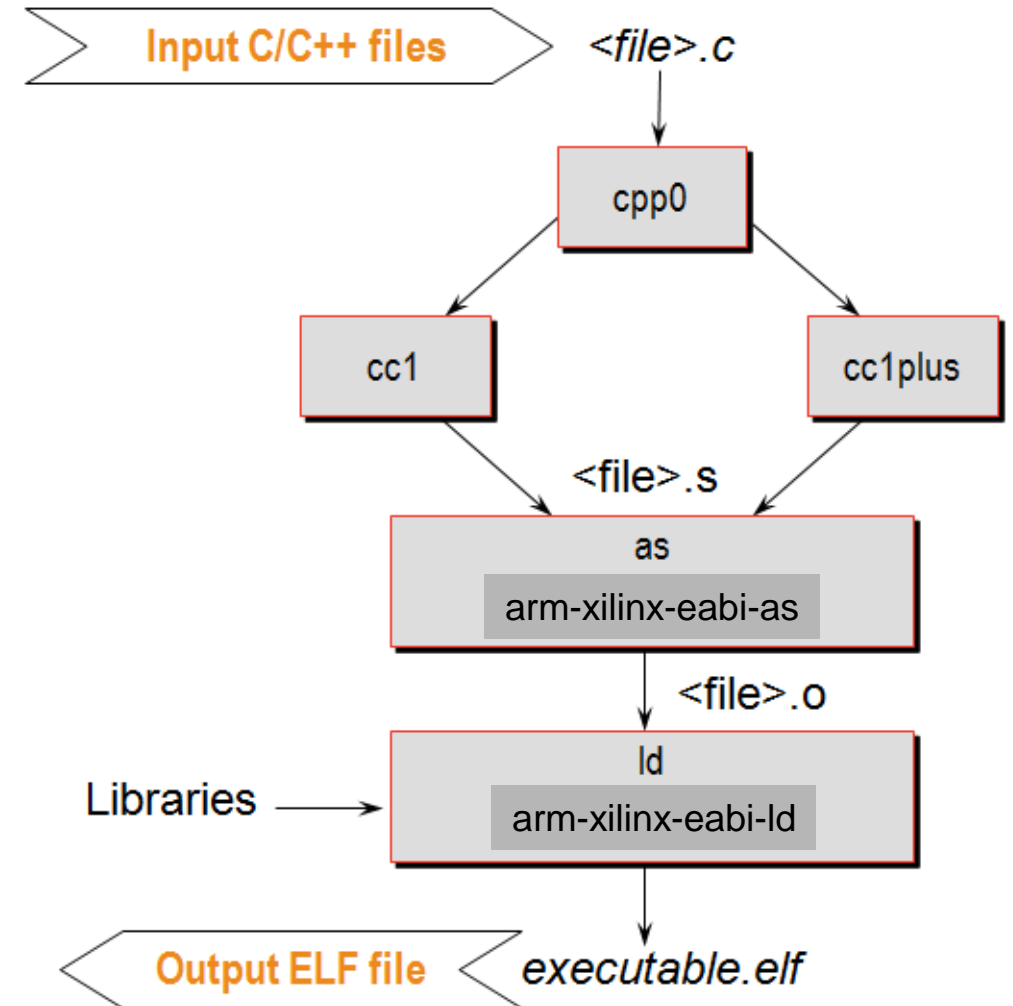 Input C/C++ files
<file>.c
cpp0
cc1
cc1plus
<file>.s
as
arm-xilinx-eabi-as
<file>.o
ld
Libraries
arm-xilinx-eabi-ld
Output ELF file
executable.elf